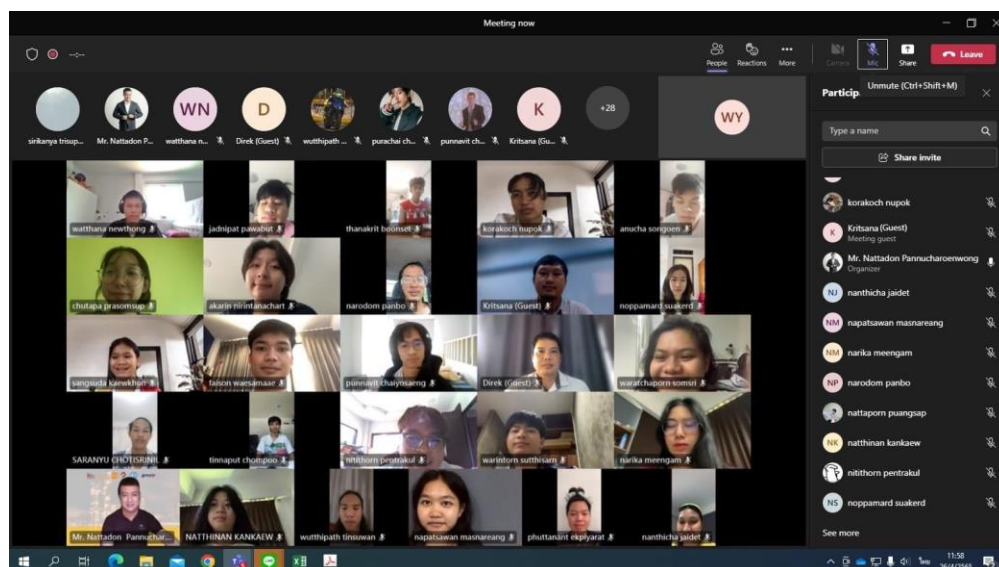 Meeting now
--:--
People
Reactions
More
Camera
Mic
Share
Leave
Unmute (Ctrl+Shift+M)
WN
D
K
+28
WY
sirikanya trisup...
Mr. Nattadon P...
watthana n...
Direk (Guest)
wutthipath ...
purachai ch...
punnavit ch...
Kritsana (Gu...
Particip
Type a name
Share invite
korakoch nupok
K
Kritsana (Guest)
Meeting guest
Mr. Nattadon Pannucharoenwong
Organizer
NJ
nanthicha jaidet
NM
napatsawan masnareang
NM
narika meengam
NP
narodom panbo
nattaporn puangsap
NK
natthinan kankaew
nitithorn pentrakul
NS
noppamard suakerd
See more
watthana newthong
jadnipat pawabut
thanakrit boonset
korakoch nupok
anucha songoen
chutapa prasomsup
akarin nirintanachart
narodom panbo
Kritsana (Guest)
noppamard suakerd
sangsuda kaewkhun
faison waesamaae
punnavit chaiyosaeng
Direk (Guest)
waratchaporn somsri
SARANYU CHOTISRINIL
tinnaput chompoo
nitithorn pentrakul
warintorn sutthisarn
narika meengam
Mr. Nattadon Pannuchar...
NATTHINAN KANKAEW
wutthipath tinsuwan
napatsawan masnareang
phuttanant ekpiyarat
nanthicha jaidet
11:58
26/4/2565